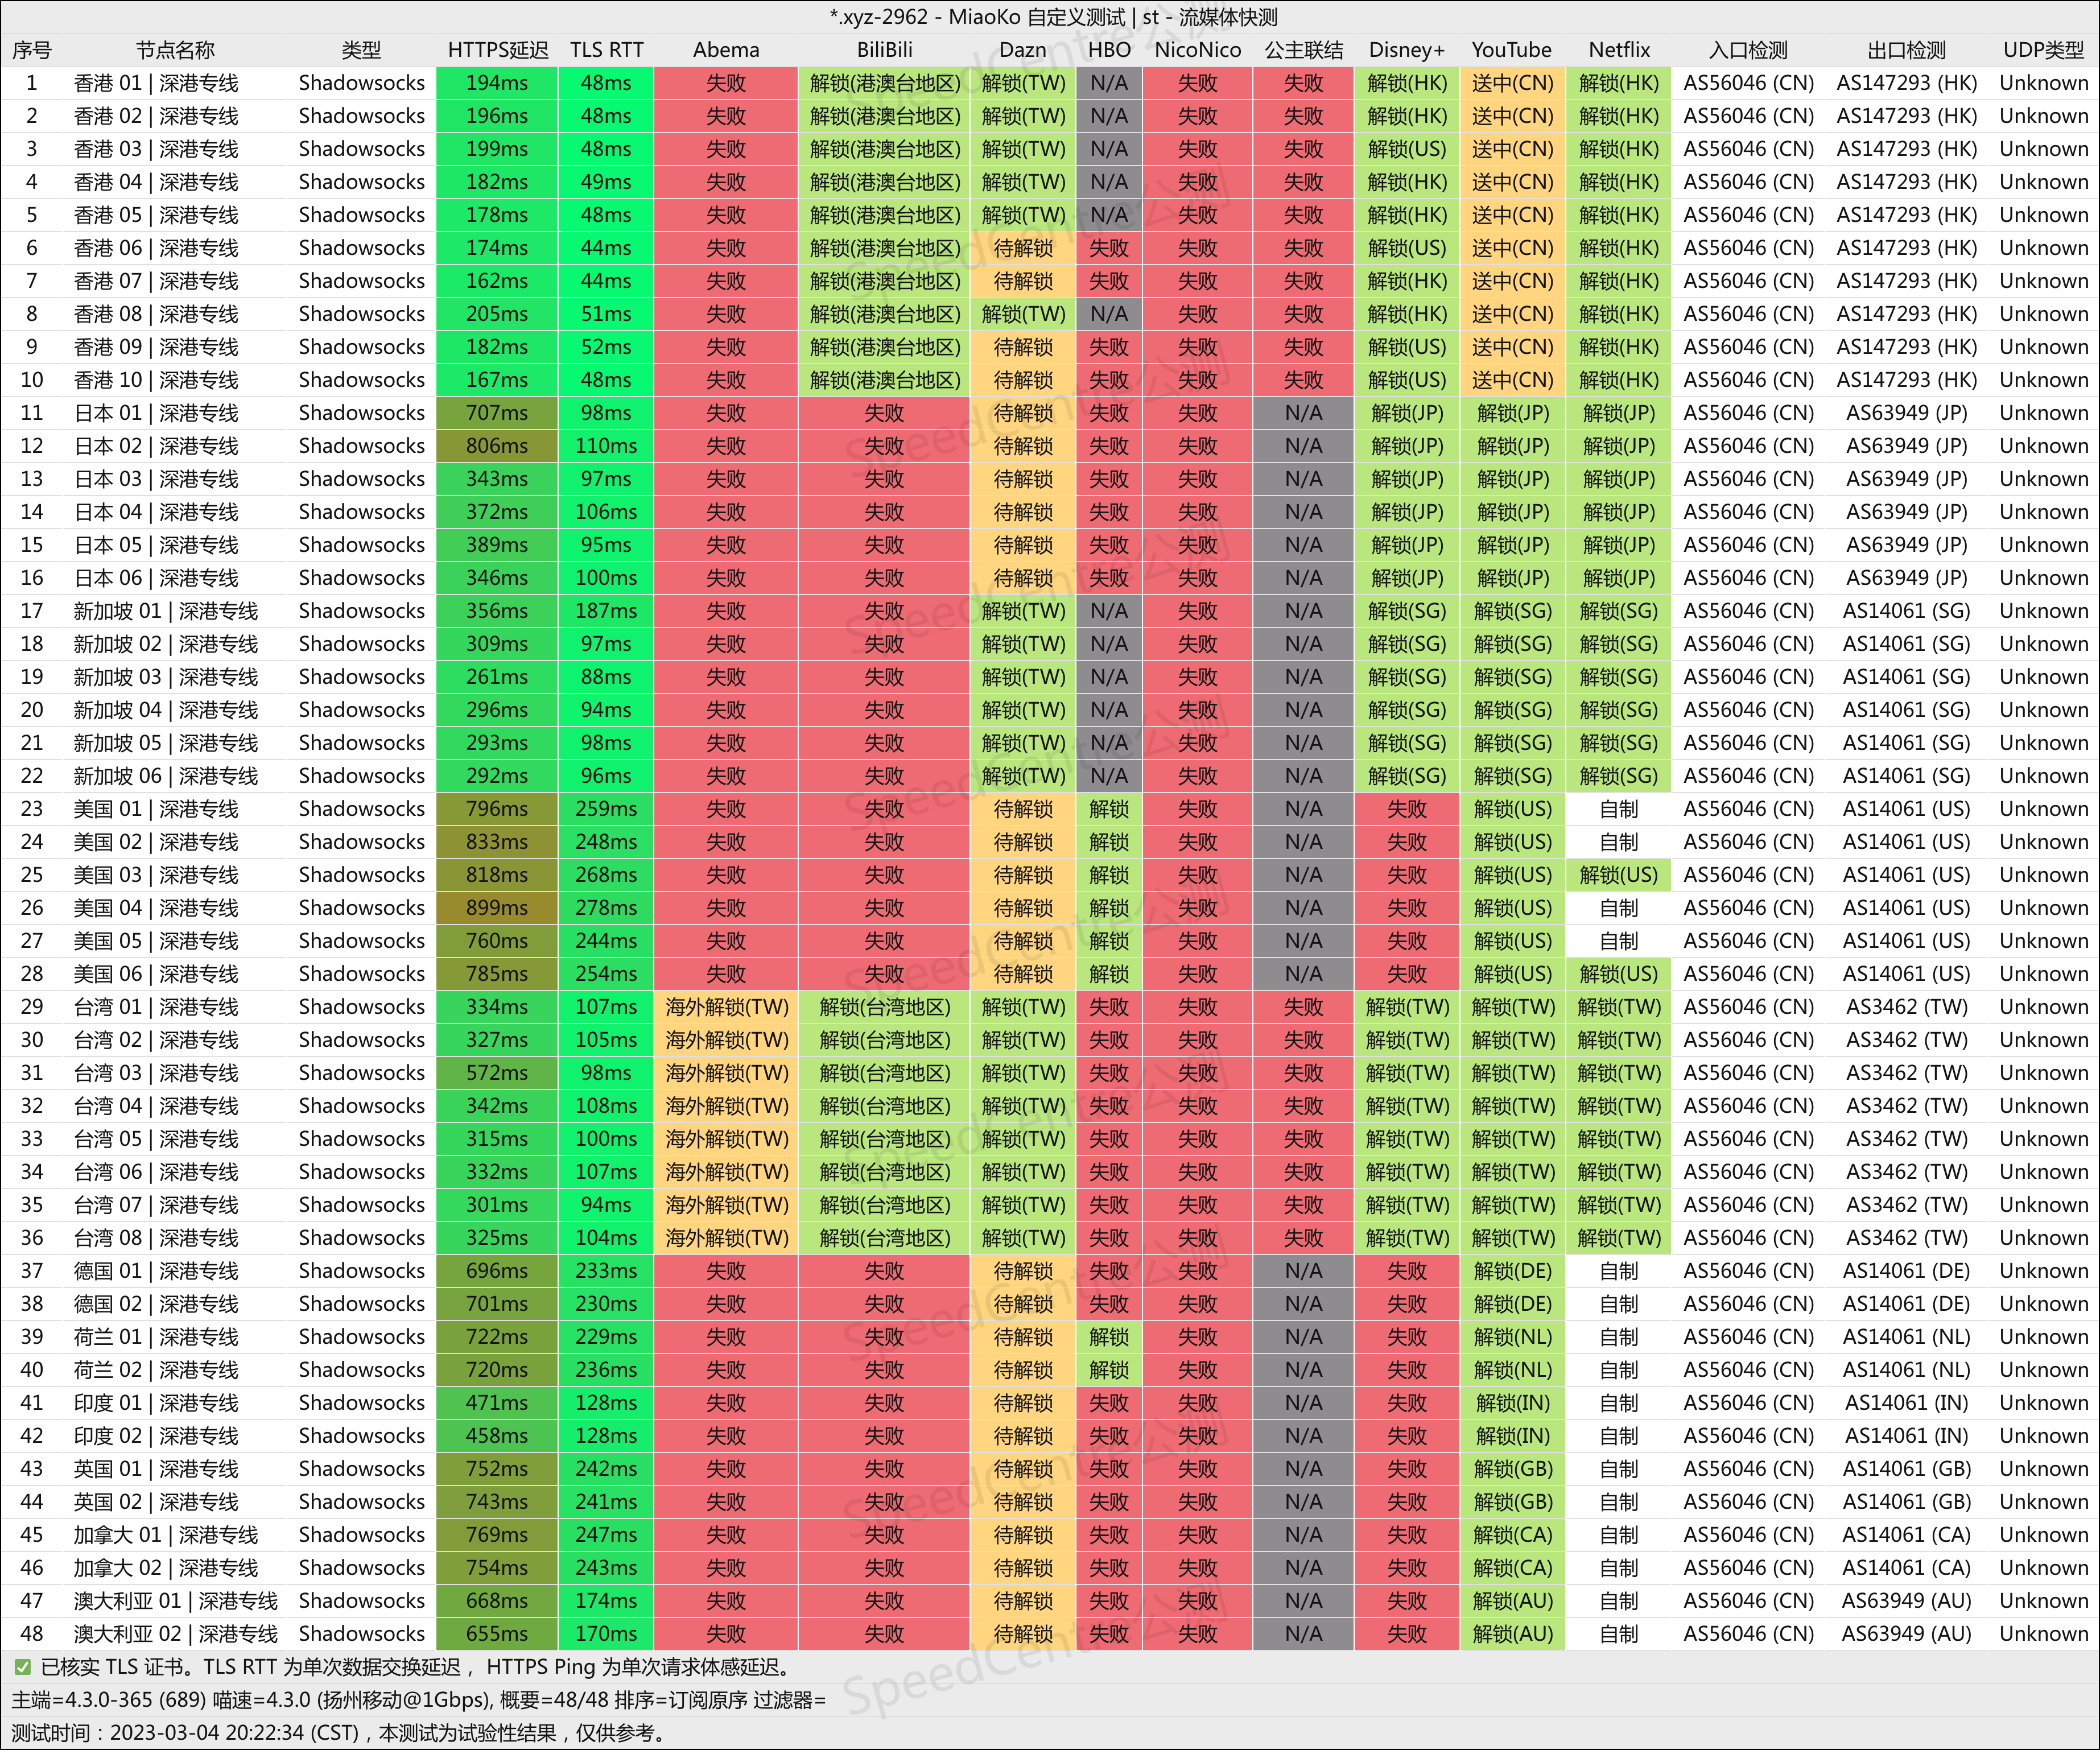 *.xyz-2962 - MiaoKo 自定义测试 | st - 流媒体快测
序号 节点名称 类型 HTTPS延迟 TLS RTT Abema BiliBili Dazn HBO NicoNico 公主联结 Disney+ YouTube Netflix 入口检测 出口检测 UDP类型
1 香港 01 | 深港专线 Shadowsocks 194ms 48ms 失败 解锁(港澳台地区) 解锁(TW) N/A 失败 失败 解锁(HK) 送中(CN) 解锁(HK) AS56046 (CN) AS147293 (HK) Unknown
2 香港 02 | 深港专线 Shadowsocks 196ms 48ms 失败 解锁(港澳台地区) 解锁(TW) N/A 失败 失败 解锁(HK) 送中(CN) 解锁(HK) AS56046 (CN) AS147293 (HK) Unknown
3 香港 03 | 深港专线 Shadowsocks 199ms 48ms 失败 解锁(港澳台地区) 解锁(TW) N/A 失败 失败 解锁(US) 送中(CN) 解锁(HK) AS56046 (CN) AS147293 (HK) Unknown
4 香港 04 | 深港专线 Shadowsocks 182ms 49ms 失败 解锁(港澳台地区) 解锁(TW) N/A 失败 失败 解锁(HK) 送中(CN) 解锁(HK) AS56046 (CN) AS147293 (HK) Unknown
5 香港 05 | 深港专线 Shadowsocks 178ms 48ms 失败 解锁(港澳台地区) 解锁(TW) N/A 失败 失败 解锁(HK) 送中(CN) 解锁(HK) AS56046 (CN) AS147293 (HK) Unknown
6 香港 06 | 深港专线 Shadowsocks 174ms 44ms 失败 解锁(港澳台地区) 待解锁 失败 失败 失败 解锁(US) 送中(CN) 解锁(HK) AS56046 (CN) AS147293 (HK) Unknown
7 香港 07 | 深港专线 Shadowsocks 162ms 44ms 失败 解锁(港澳台地区) 待解锁 失败 失败 失败 解锁(HK) 送中(CN) 解锁(HK) AS56046 (CN) AS147293 (HK) Unknown
8 香港 08 | 深港专线 Shadowsocks 205ms 51ms 失败 解锁(港澳台地区) 解锁(TW) N/A 失败 失败 解锁(HK) 送中(CN) 解锁(HK) AS56046 (CN) AS147293 (HK) Unknown
9 香港 09 | 深港专线 Shadowsocks 182ms 52ms 失败 解锁(港澳台地区) 待解锁 失败 失败 失败 解锁(US) 送中(CN) 解锁(HK) AS56046 (CN) AS147293 (HK) Unknown
10 香港 10 | 深港专线 Shadowsocks 167ms 48ms 失败 解锁(港澳台地区) 待解锁 失败 失败 失败 解锁(US) 送中(CN) 解锁(HK) AS56046 (CN) AS147293 (HK) Unknown
11 日本 01 | 深港专线 Shadowsocks 707ms 98ms 失败 失败 待解锁 失败 失败 N/A 解锁(JP) 解锁(JP) 解锁(JP) AS56046 (CN) AS63949 (JP) Unknown
12 日本 02 | 深港专线 Shadowsocks 806ms 110ms 失败 失败 待解锁 失败 失败 N/A 解锁(JP) 解锁(JP) 解锁(JP) AS56046 (CN) AS63949 (JP) Unknown
13 日本 03 | 深港专线 Shadowsocks 343ms 97ms 失败 失败 待解锁 失败 失败 N/A 解锁(JP) 解锁(JP) 解锁(JP) AS56046 (CN) AS63949 (JP) Unknown
14 日本 04 | 深港专线 Shadowsocks 372ms 106ms 失败 失败 待解锁 失败 失败 N/A 解锁(JP) 解锁(JP) 解锁(JP) AS56046 (CN) AS63949 (JP) Unknown
15 日本 05 | 深港专线 Shadowsocks 389ms 95ms 失败 失败 待解锁 失败 失败 N/A 解锁(JP) 解锁(JP) 解锁(JP) AS56046 (CN) AS63949 (JP) Unknown
16 日本 06 | 深港专线 Shadowsocks 346ms 100ms 失败 失败 待解锁 失败 失败 N/A 解锁(JP) 解锁(JP) 解锁(JP) AS56046 (CN) AS63949 (JP) Unknown
17 新加坡 01 | 深港专线 Shadowsocks 356ms 187ms 失败 失败 解锁(TW) N/A 失败 N/A 解锁(SG) 解锁(SG) 解锁(SG) AS56046 (CN) AS14061 (SG) Unknown
18 新加坡 02 | 深港专线 Shadowsocks 309ms 97ms 失败 失败 解锁(TW) N/A 失败 N/A 解锁(SG) 解锁(SG) 解锁(SG) AS56046 (CN) AS14061 (SG) Unknown
19 新加坡 03 | 深港专线 Shadowsocks 261ms 88ms 失败 失败 解锁(TW) N/A 失败 N/A 解锁(SG) 解锁(SG) 解锁(SG) AS56046 (CN) AS14061 (SG) Unknown
20 新加坡 04 | 深港专线 Shadowsocks 296ms 94ms 失败 失败 解锁(TW) N/A 失败 N/A 解锁(SG) 解锁(SG) 解锁(SG) AS56046 (CN) AS14061 (SG) Unknown
21 新加坡 05 | 深港专线 Shadowsocks 293ms 98ms 失败 失败 解锁(TW) N/A 失败 N/A 解锁(SG) 解锁(SG) 解锁(SG) AS56046 (CN) AS14061 (SG) Unknown
22 新加坡 06 | 深港专线 Shadowsocks 292ms 96ms 失败 失败 解锁(TW) N/A 失败 N/A 解锁(SG) 解锁(SG) 解锁(SG) AS56046 (CN) AS14061 (SG) Unknown
23 美国 01 | 深港专线 Shadowsocks 796ms 259ms 失败 失败 待解锁 解锁 失败 N/A 失败 解锁(US) 自制 AS56046 (CN) AS14061 (US) Unknown
24 美国 02 | 深港专线 Shadowsocks 833ms 248ms 失败 失败 待解锁 解锁 失败 N/A 失败 解锁(US) 自制 AS56046 (CN) AS14061 (US) Unknown
25 美国 03 | 深港专线 Shadowsocks 818ms 268ms 失败 失败 待解锁 解锁 失败 N/A 失败 解锁(US) 解锁(US) AS56046 (CN) AS14061 (US) Unknown
26 美国 04 | 深港专线 Shadowsocks 899ms 278ms 失败 失败 待解锁 解锁 失败 N/A 失败 解锁(US) 自制 AS56046 (CN) AS14061 (US) Unknown
27 美国 05 | 深港专线 Shadowsocks 760ms 244ms 失败 失败 待解锁 解锁 失败 N/A 失败 解锁(US) 自制 AS56046 (CN) AS14061 (US) Unknown
28 美国 06 | 深港专线 Shadowsocks 785ms 254ms 失败 失败 待解锁 解锁 失败 N/A 失败 解锁(US) 解锁(US) AS56046 (CN) AS14061 (US) Unknown
29 台湾 01 | 深港专线 Shadowsocks 334ms 107ms 海外解锁(TW) 解锁(台湾地区) 解锁(TW) 失败 失败 失败 解锁(TW) 解锁(TW) 解锁(TW) AS56046 (CN) AS3462 (TW) Unknown
30 台湾 02 | 深港专线 Shadowsocks 327ms 105ms 海外解锁(TW) 解锁(台湾地区) 解锁(TW) 失败 失败 失败 解锁(TW) 解锁(TW) 解锁(TW) AS56046 (CN) AS3462 (TW) Unknown
31 台湾 03 | 深港专线 Shadowsocks 572ms 98ms 海外解锁(TW) 解锁(台湾地区) 解锁(TW) 失败 失败 失败 解锁(TW) 解锁(TW) 解锁(TW) AS56046 (CN) AS3462 (TW) Unknown
32 台湾 04 | 深港专线 Shadowsocks 342ms 108ms 海外解锁(TW) 解锁(台湾地区) 解锁(TW) 失败 失败 失败 解锁(TW) 解锁(TW) 解锁(TW) AS56046 (CN) AS3462 (TW) Unknown
33 台湾 05 | 深港专线 Shadowsocks 315ms 100ms 海外解锁(TW) 解锁(台湾地区) 解锁(TW) 失败 失败 失败 解锁(TW) 解锁(TW) 解锁(TW) AS56046 (CN) AS3462 (TW) Unknown
34 台湾 06 | 深港专线 Shadowsocks 332ms 107ms 海外解锁(TW) 解锁(台湾地区) 解锁(TW) 失败 失败 失败 解锁(TW) 解锁(TW) 解锁(TW) AS56046 (CN) AS3462 (TW) Unknown
35 台湾 07 | 深港专线 Shadowsocks 301ms 94ms 海外解锁(TW) 解锁(台湾地区) 解锁(TW) 失败 失败 失败 解锁(TW) 解锁(TW) 解锁(TW) AS56046 (CN) AS3462 (TW) Unknown
36 台湾 08 | 深港专线 Shadowsocks 325ms 104ms 海外解锁(TW) 解锁(台湾地区) 解锁(TW) 失败 失败 失败 解锁(TW) 解锁(TW) 解锁(TW) AS56046 (CN) AS3462 (TW) Unknown
37 德国 01 | 深港专线 Shadowsocks 696ms 233ms 失败 失败 待解锁 失败 失败 N/A 失败 解锁(DE) 自制 AS56046 (CN) AS14061 (DE) Unknown
38 德国 02 | 深港专线 Shadowsocks 701ms 230ms 失败 失败 待解锁 失败 失败 N/A 失败 解锁(DE) 自制 AS56046 (CN) AS14061 (DE) Unknown
39 荷兰 01 | 深港专线 Shadowsocks 722ms 229ms 失败 失败 待解锁 解锁 失败 N/A 失败 解锁(NL) 自制 AS56046 (CN) AS14061 (NL) Unknown
40 荷兰 02 | 深港专线 Shadowsocks 720ms 236ms 失败 失败 待解锁 解锁 失败 N/A 失败 解锁(NL) 自制 AS56046 (CN) AS14061 (NL) Unknown
41 印度 01 | 深港专线 Shadowsocks 471ms 128ms 失败 失败 待解锁 失败 失败 N/A 失败 解锁(IN) 自制 AS56046 (CN) AS14061 (IN) Unknown
42 印度 02 | 深港专线 Shadowsocks 458ms 128ms 失败 失败 待解锁 失败 失败 N/A 失败 解锁(IN) 自制 AS56046 (CN) AS14061 (IN) Unknown
43 英国 01 | 深港专线 Shadowsocks 752ms 242ms 失败 失败 待解锁 失败 失败 N/A 失败 解锁(GB) 自制 AS56046 (CN) AS14061 (GB) Unknown
44 英国 02 | 深港专线 Shadowsocks 743ms 241ms 失败 失败 待解锁 失败 失败 N/A 失败 解锁(GB) 自制 AS56046 (CN) AS14061 (GB) Unknown
45 加拿大 01 | 深港专线 Shadowsocks 769ms 247ms 失败 失败 待解锁 失败 失败 N/A 失败 解锁(CA) 自制 AS56046 (CN) AS14061 (CA) Unknown
46 加拿大 02 | 深港专线 Shadowsocks 754ms 243ms 失败 失败 待解锁 失败 失败 N/A 失败 解锁(CA) 自制 AS56046 (CN) AS14061 (CA) Unknown
47 澳大利亚 01 | 深港专线 Shadowsocks 668ms 174ms 失败 失败 待解锁 失败 失败 N/A 失败 解锁(AU) 自制 AS56046 (CN) AS63949 (AU) Unknown
48 澳大利亚 02 | 深港专线 Shadowsocks 655ms 170ms 失败 失败 待解锁 失败 失败 N/A 失败 解锁(AU) 自制 AS56046 (CN) AS63949 (AU) Unknown
✅ 已核实 TLS 证书。TLS RTT 为单次数据交换延迟， HTTPS Ping 为单次请求体感延迟。
主端=4.3.0-365 (689) 喵速=4.3.0 (扬州移动@1Gbps), 概要=48/48 排序=订阅原序 过滤器=
测试时间：2023-03-04 20:22:34 (CST)，本测试为试验性结果，仅供参考。
SpeedCentre公测